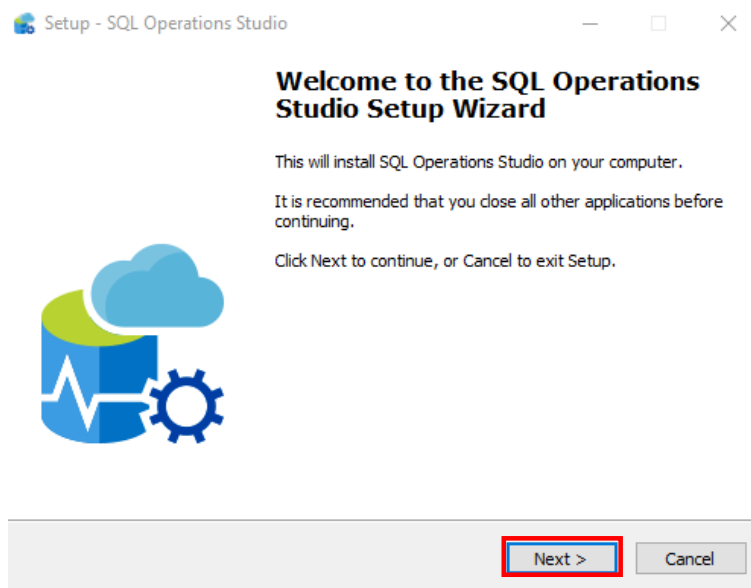 Setup - SQL Operations Studio
Welcome to the SQL Operations
Studio Setup Wizard
This will install SQL Operations Studio on your computer.
It is recommended that you close all other applications before
continuing.
Click Next to continue, or Cancel to exit Setup.
Next >
Cancel